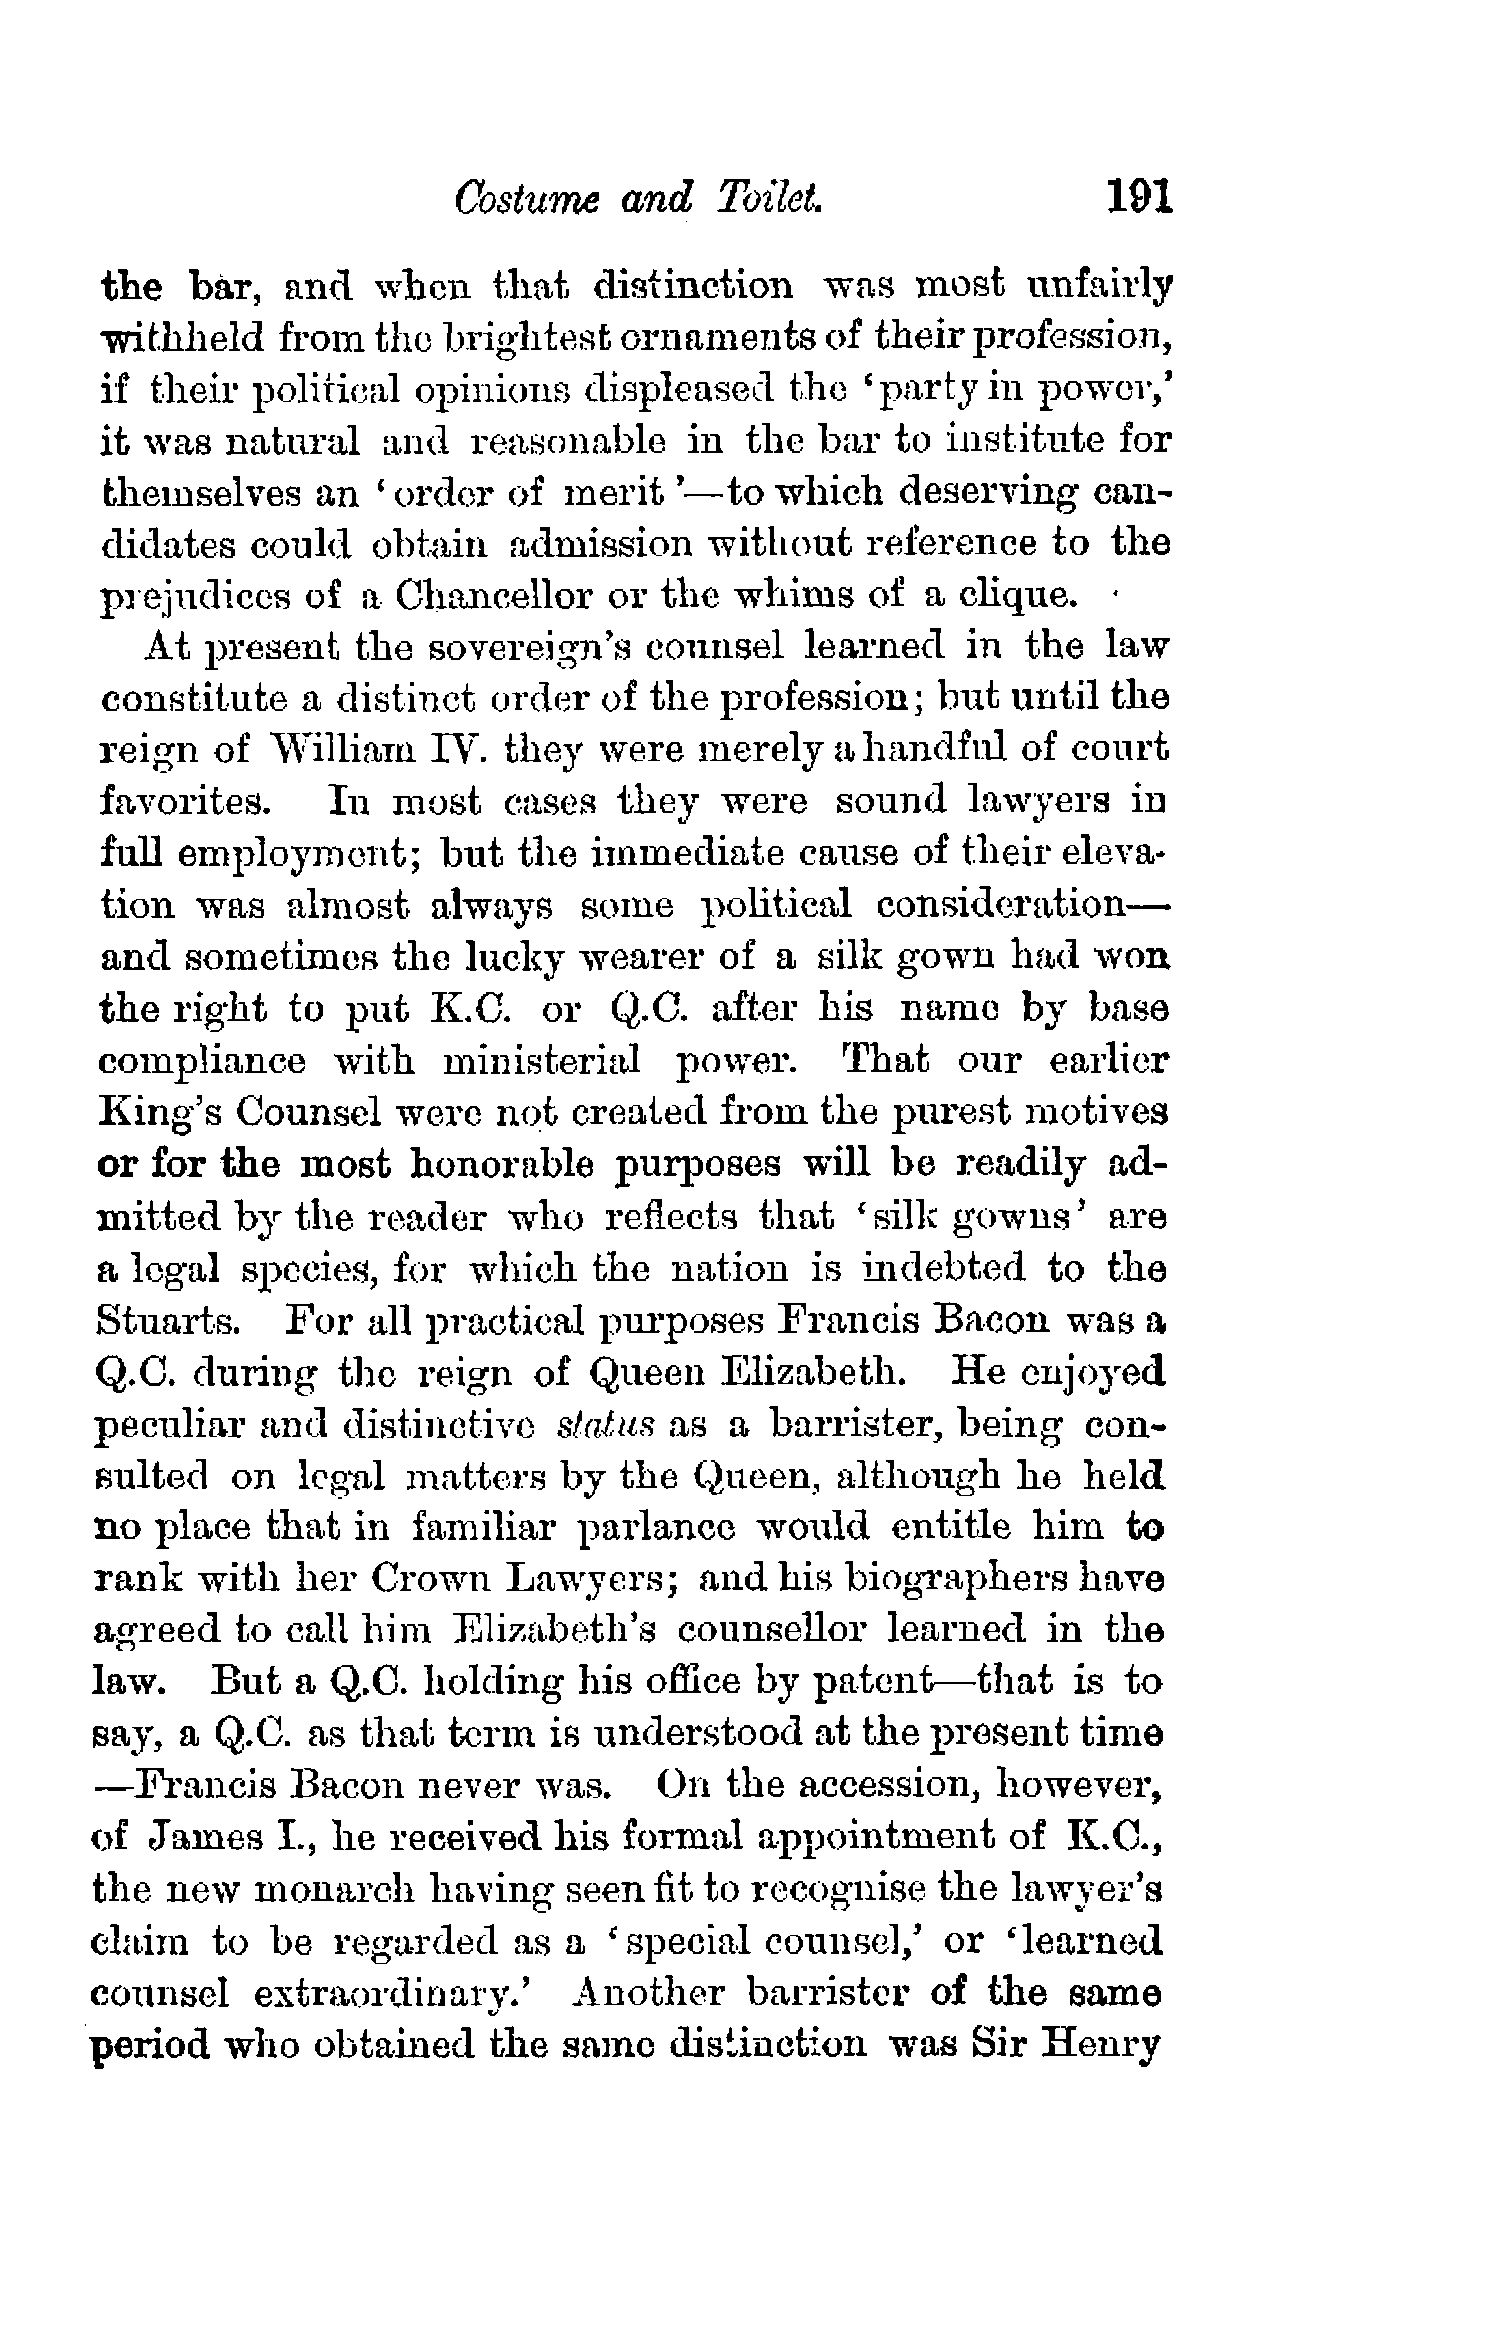 Costume and Toilet. 191
the bar, and when that distinction was most unfairly
withheld from the brightest ornaments of their profession,
if their political opinions displeased the ‘party in power,’
it was natural and reasonable in the bar to institute for
themselves an ‘order of merit’—to which deserving can-
didates could obtain admission without reference to the
prejudices of a Chancellor or the whims of a clique.
At present the sovereign’s counsel learned in the law
constitute a distinct order of the profession; but until the
reign of William IV. they were merely a handful of court
favorites. In most cases they were sound lawyers in
full employment; but the immediate cause of their eleva-
tion was almost always some political consideration—
and sometimes the lucky wearer of a silk gown had won
the right to put K.C. or Q.C. after his name by base
compliance with ministerial power. That our earlier
King’s Counsel were not created from the purest motives
or for the most honorable purposes will be readily ad-
mitted by the reader who reflects that ‘silk gowns’ are
a legal species, for which the nation is indebted to the
Stuarts. For all practical purposes Francis Bacon was a
Q.C. during the reign of Queen Elizabeth. He enjoyed
peculiar and distinctive status as a barrister, being con-
sulted on legal matters by the Queen, although he held
no place that in familiar parlance would entitle him to
rank with her Crown Lawyers; and his biographers have
agreed to call him Elizabeth’s counsellor learned in the
law. But a Q.C. holding his office by patent—that is to
say, a Q.C. as that term is understood at the present time
—Francis Bacon never was. On the accession, however,
of James I., he received his formal appointment of K.C.,
the new monarch having seen fit to recognise the lawyer’s
claim to be regarded as a ‘special counsel,’ or ‘learned
counsel extraordinary.’ Another barrister of the same
period who obtained the same distinction was Sir Henry